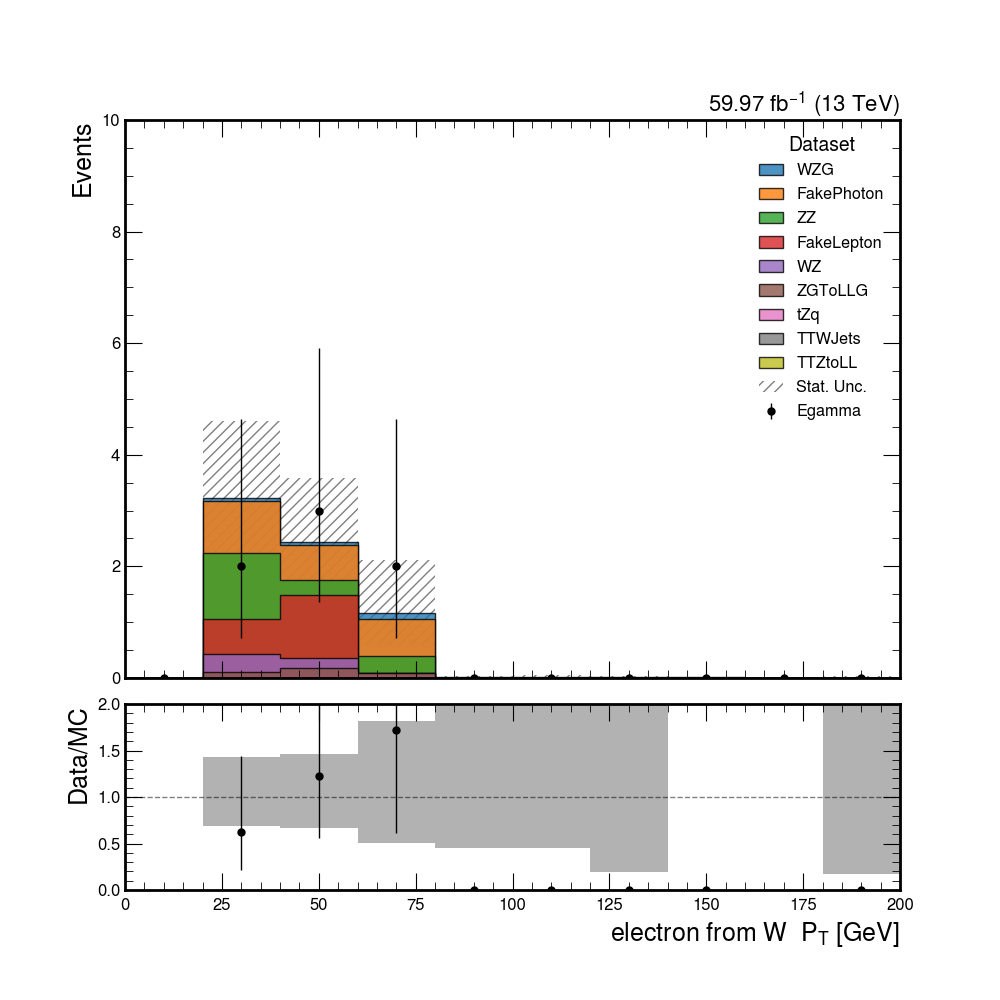 59.97 fb⁻¹ (13 TeV)
10
8
6
4
2
0
Events
Dataset
WZG
FakePhoton
ZZ
FakeLepton
WZ
ZGToLLG
tZq
TTWJets
TTZtoLL
Stat. Unc.
Egamma
2.0
1.5
1.0
0.5
0.0
Data/MC
0 25 50 75 100 125 150 175 200
electron from W P_T [GeV]